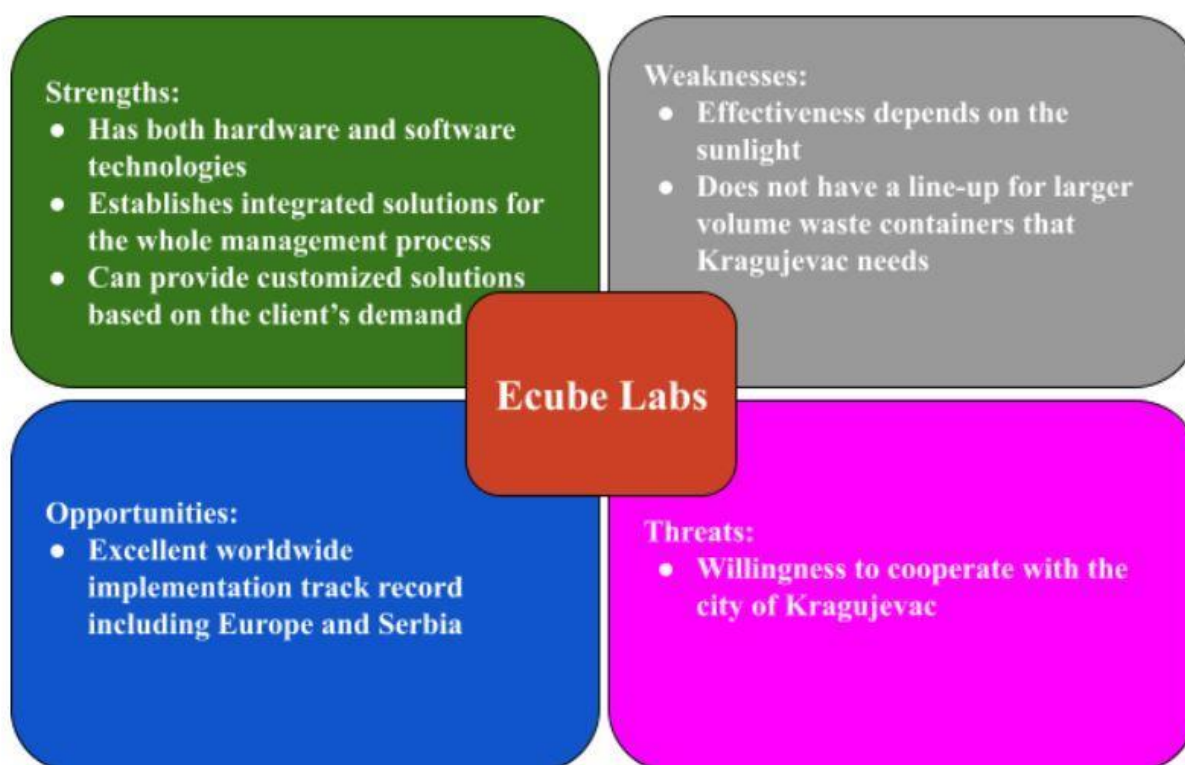 Strengths:
● Has both hardware and software
technologies
● Establishes integrated solutions for
the whole management process
● Can provide customized solutions
based on the client’s demand
Weaknesses:
● Effectiveness depends on the
sunlight
● Does not have a line-up for larger
volume waste containers that
Kragujevac needs
Ecube Labs
Opportunities:
● Excellent worldwide
implementation track record
including Europe and Serbia
Threats:
● Willingness to cooperate with the
city of Kragujevac